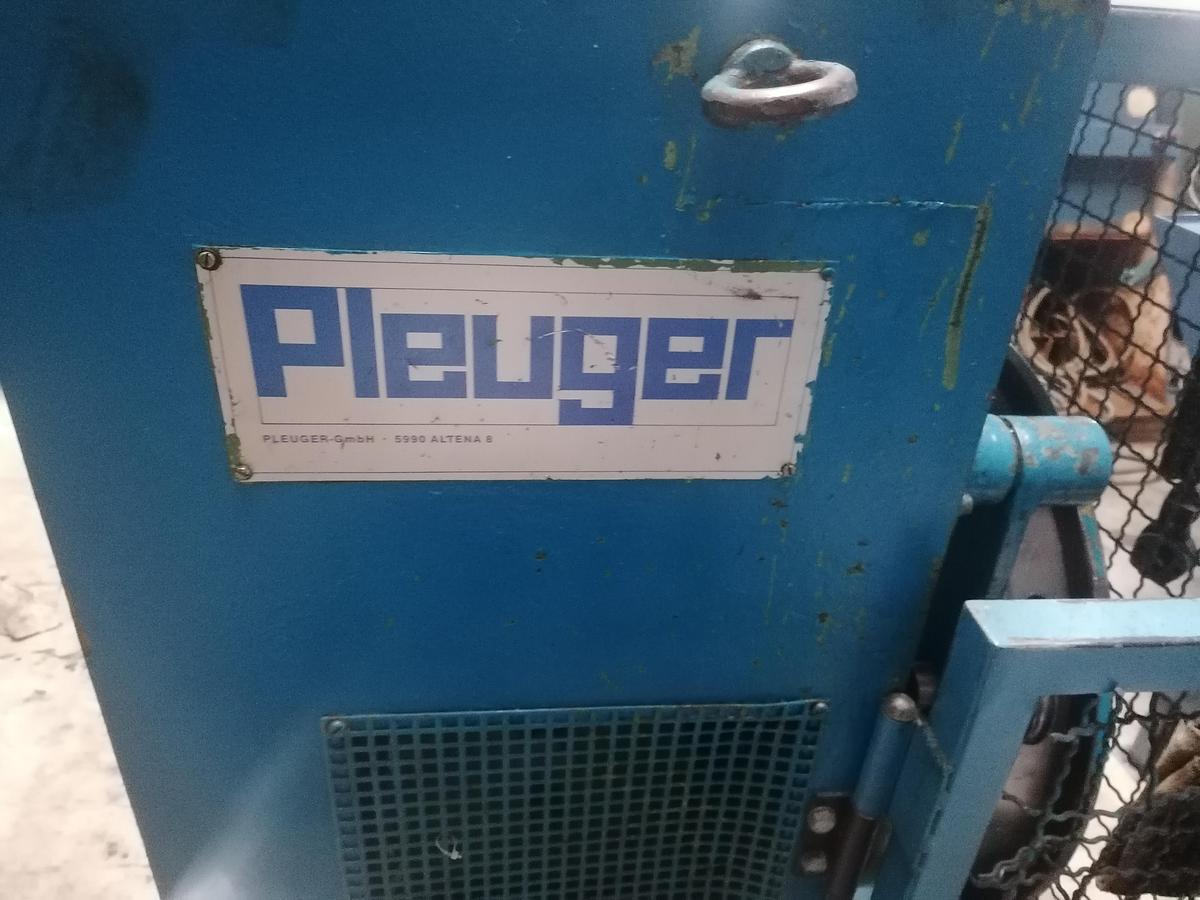 Pleuger
PLEUGER-GmbH · 5990 ALTENA 8